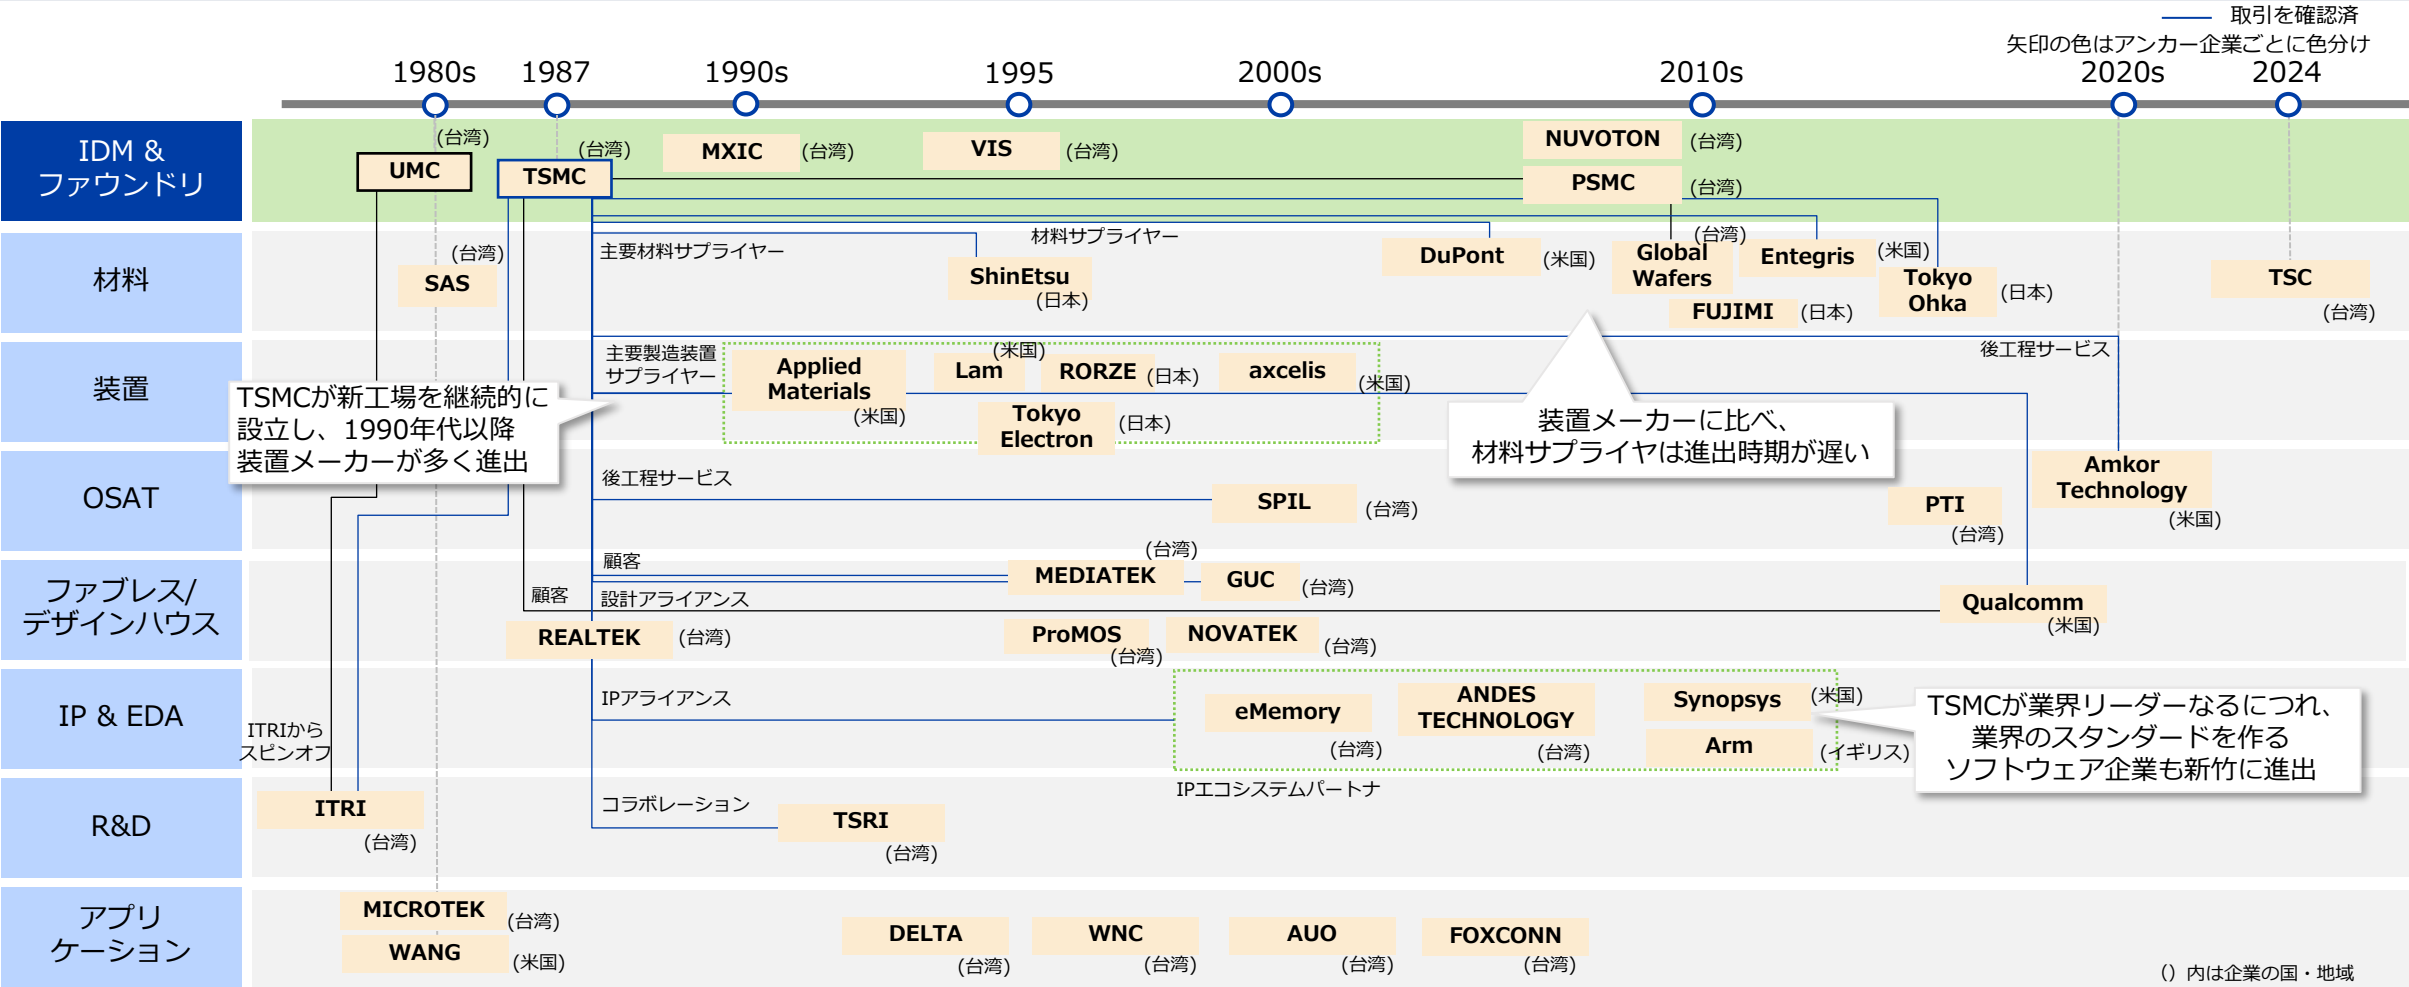 取引を確認済
矢印の色はアンカー企業ごとに色分け
1980s
1987
1990s
1995
2000s
2010s
2020s
2024
IDM &
ファウンドリ
(台湾)
UMC
(台湾)
TSMC
MXIC
(台湾)
VIS
(台湾)
NUVOTON
(台湾)
PSMC
(台湾)
材料
(台湾)
SAS
主要材料サプライヤー
材料サプライヤー
ShinEtsu
(日本)
DuPont
(米国)
(台湾)
Global
Wafers
Entegris
(米国)
Tokyo
Ohka
(日本)
FUJIMI
(日本)
TSC
(台湾)
装置
主要製造装置
サプライヤー
Applied
Materials
(米国)
(米国)
Lam
RORZE
(日本)
axcelis
(米国)
Tokyo
Electron
(日本)
後工程サービス
TSMCが新工場を継続的に
設立し、1990年代以降
装置メーカーが多く進出
装置メーカーに比べ、
材料サプライヤは進出時期が遅い
OSAT
後工程サービス
SPIL
(台湾)
PTI
(台湾)
Amkor
Technology
(米国)
ファブレス/
デザインハウス
顧客
(台湾)
MEDIATEK
GUC
(台湾)
顧客
設計アライアンス
Qualcomm
(米国)
REALTEK
(台湾)
ProMOS
(台湾)
NOVATEK
(台湾)
IP & EDA
ITRIから
スピンオフ
IPアライアンス
eMemory
(台湾)
ANDES
TECHNOLOGY
(台湾)
Synopsys
(米国)
Arm
(イギリス)
TSMCが業界リーダーなるにつれ、
業界のスタンダードを作る
ソフトウェア企業も新竹に進出
IPエコシステムパートナ
R&D
ITRI
(台湾)
コラボレーション
TSRI
(台湾)
アプリ
ケーション
MICROTEK
(台湾)
WANG
(米国)
DELTA
(台湾)
WNC
(台湾)
AUO
(台湾)
FOXCONN
(台湾)
()内は企業の国・地域